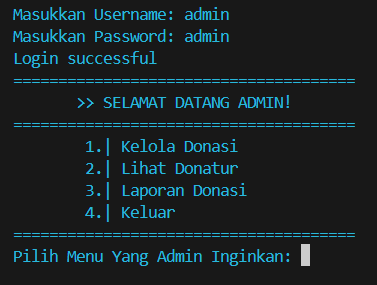 Masukkan Username: admin
Masukkan Password: admin
Login successful
======================================
>> SELAMAT DATANG ADMIN!
======================================
1.| Kelola Donasi
2.| Lihat Donatur
3.| Laporan Donasi
4.| Keluar
======================================
Pilih Menu Yang Admin Inginkan: